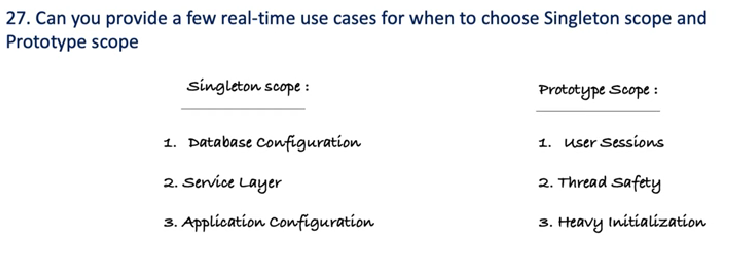 27. Can you provide a few real-time use cases for when to choose Singleton scope and
Prototype scope
Singleton scope :
1. Database Configuration
2. Service Layer
3. Application Configuration
Prototype Scope :
1. User Sessions
2. Thread Safety
3. Heavy Initialization